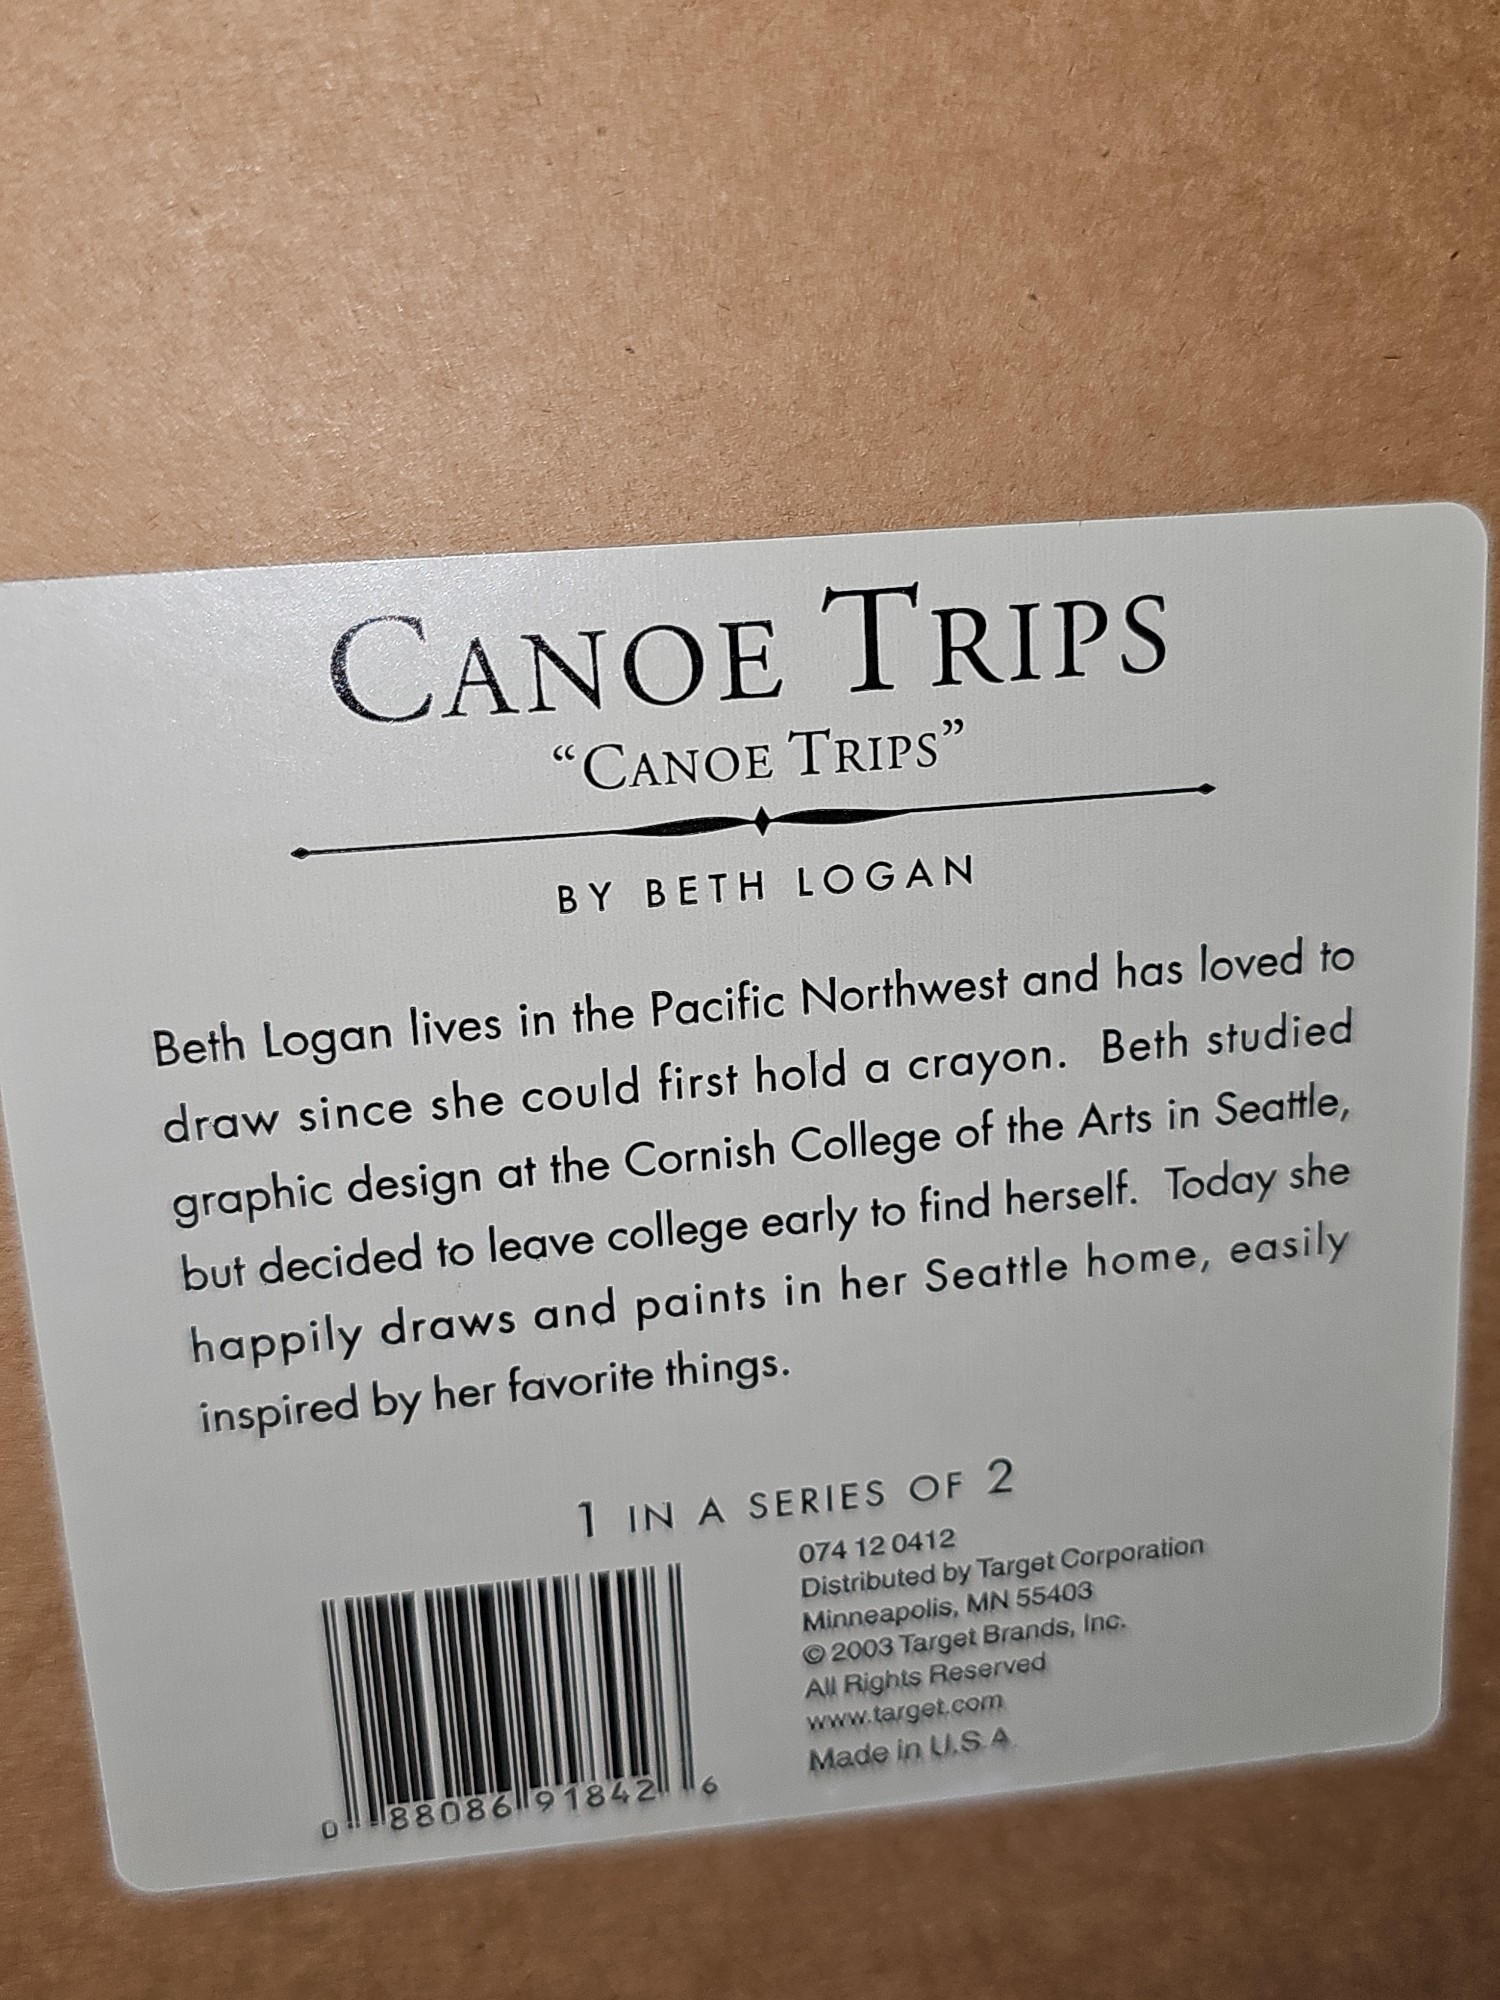 CANOE TRIPS
“CANOE TRIPS”
BY BETH LOGAN
Beth Logan lives in the Pacific Northwest and has loved to
draw since she could first hold a crayon. Beth studied
graphic design at the Cornish College of the Arts in Seattle,
but decided to leave college early to find herself. Today she
happily draws and paints in her Seattle home, easily
inspired by her favorite things.
1 IN A SERIES OF 2
074 12 0412
Distributed by Target Corporation
Minneapolis, MN 55403
© 2003 Target Brands, Inc.
All Rights Reserved
www.target.com
Made in U.S.A.
0 88086 91842 6